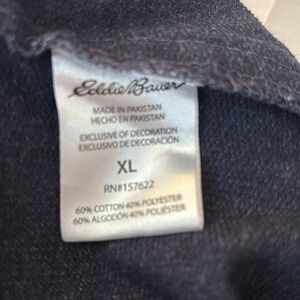 Eddie Bauer
MADE IN PAKISTAN
HECHO EN PAKISTAN
EXCLUSIVE OF DECORATION
EXCLUSIVO DE DECORACIÓN
XL
RN#157622
60% COTTON 40% POLYESTER
60% ALGODÓN 40% POLIÉSTER